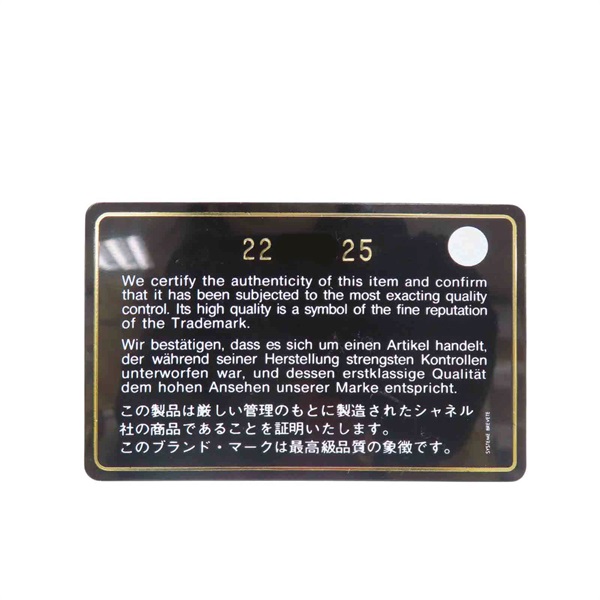 22 25
We certify the authenticity of this item and confirm
that it has been subjected to the most exacting quality
control. Its high quality is a symbol of the fine reputation
of the Trademark.
Wir bestätigen, dass es sich um einen Artikel handelt,
der während seiner Herstellung strengsten Kontrollen
unterworfen war, und dessen erstklassige Qualität
dem hohen Ansehen unserer Marke entspricht.
この製品は厳しい管理のもとに製造されたシャネル
社の商品であることを証明いたします。
このブランド・マークは最高級品質の象徴です。
SYSTEME BREVETE